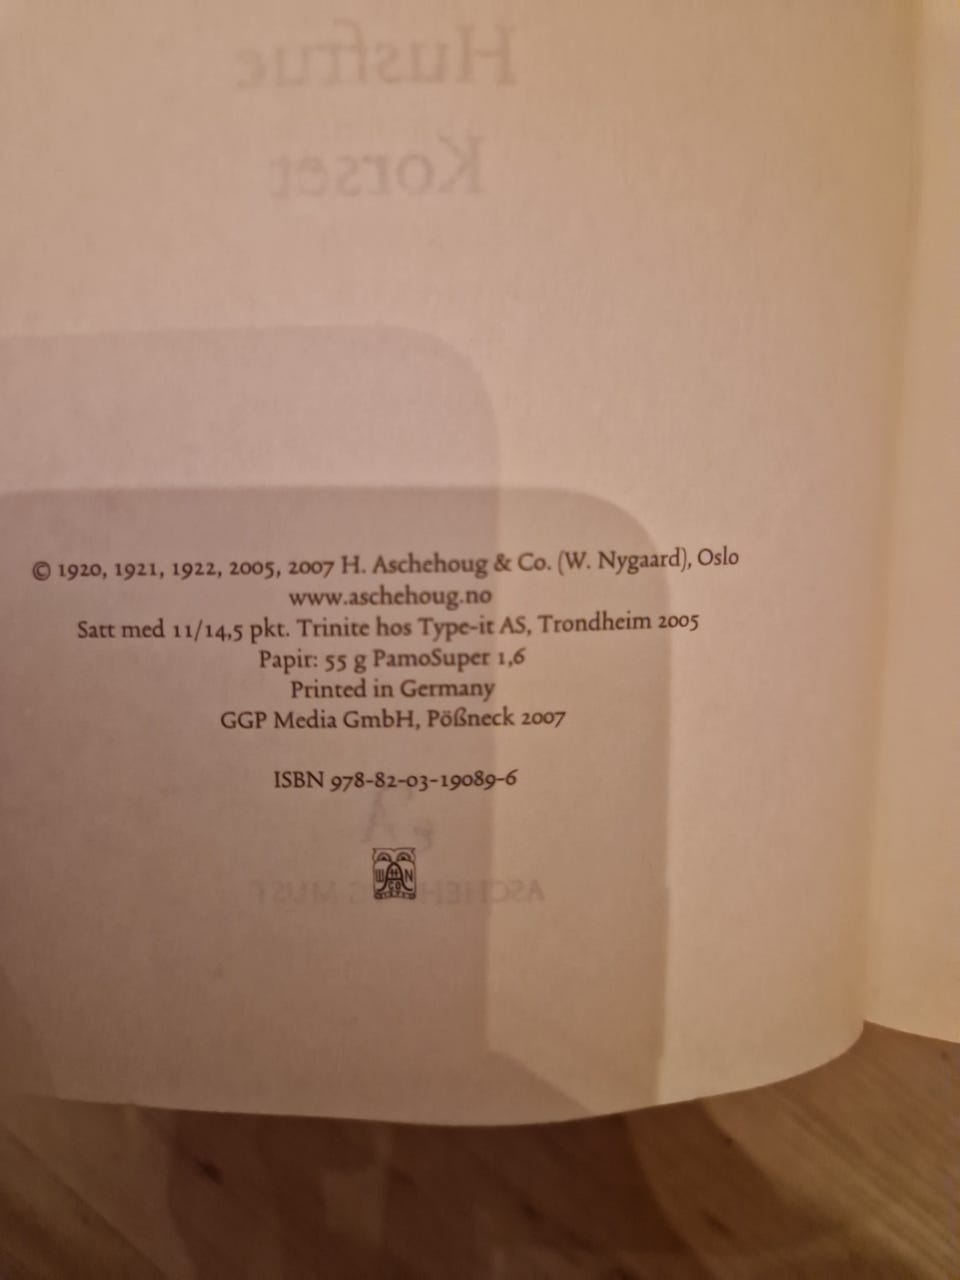 Husfrue
Korset
© 1920, 1921, 1922, 2005, 2007 H. Aschehoug & Co. (W. Nygaard), Oslo
www.aschehoug.no
Satt med 11/14,5 pkt. Trinite hos Type-it AS, Trondheim 2005
Papir: 55 g PamoSuper 1,6
Printed in Germany
GGP Media GmbH, Pößneck 2007
ISBN 978-82-03-19089-6